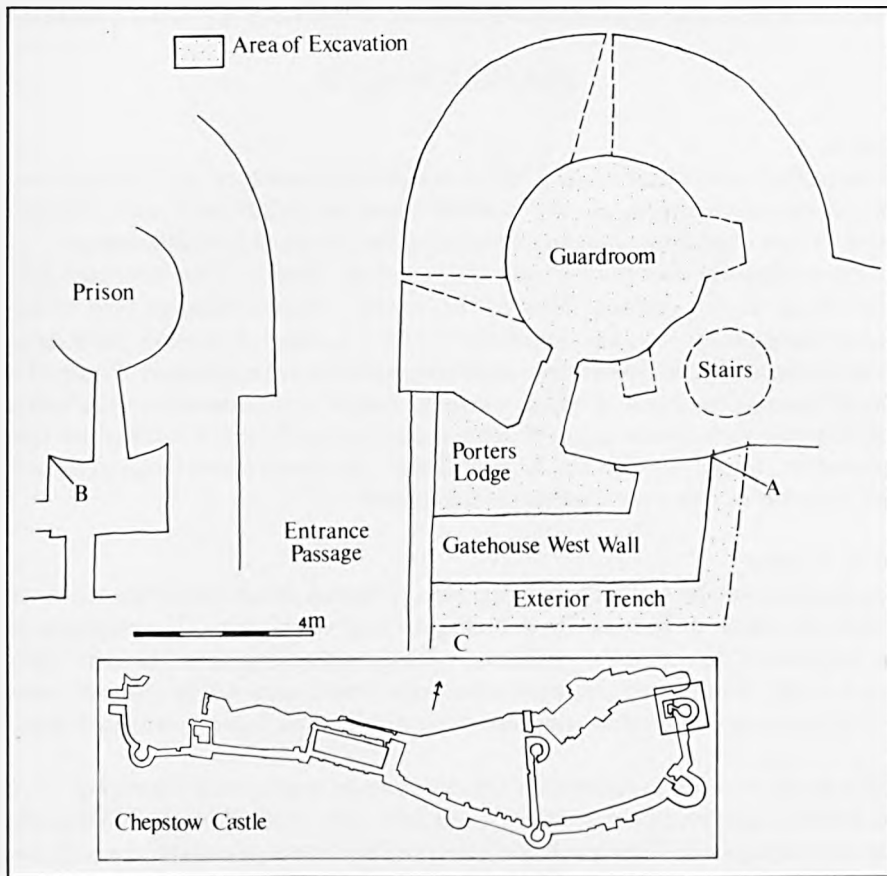 Area of Excavation
Guardroom
Prison
Stairs
Porters
Lodge
B
A
Entrance
Passage
Gatehouse West Wall
Exterior Trench
4m
C
Chepstow Castle